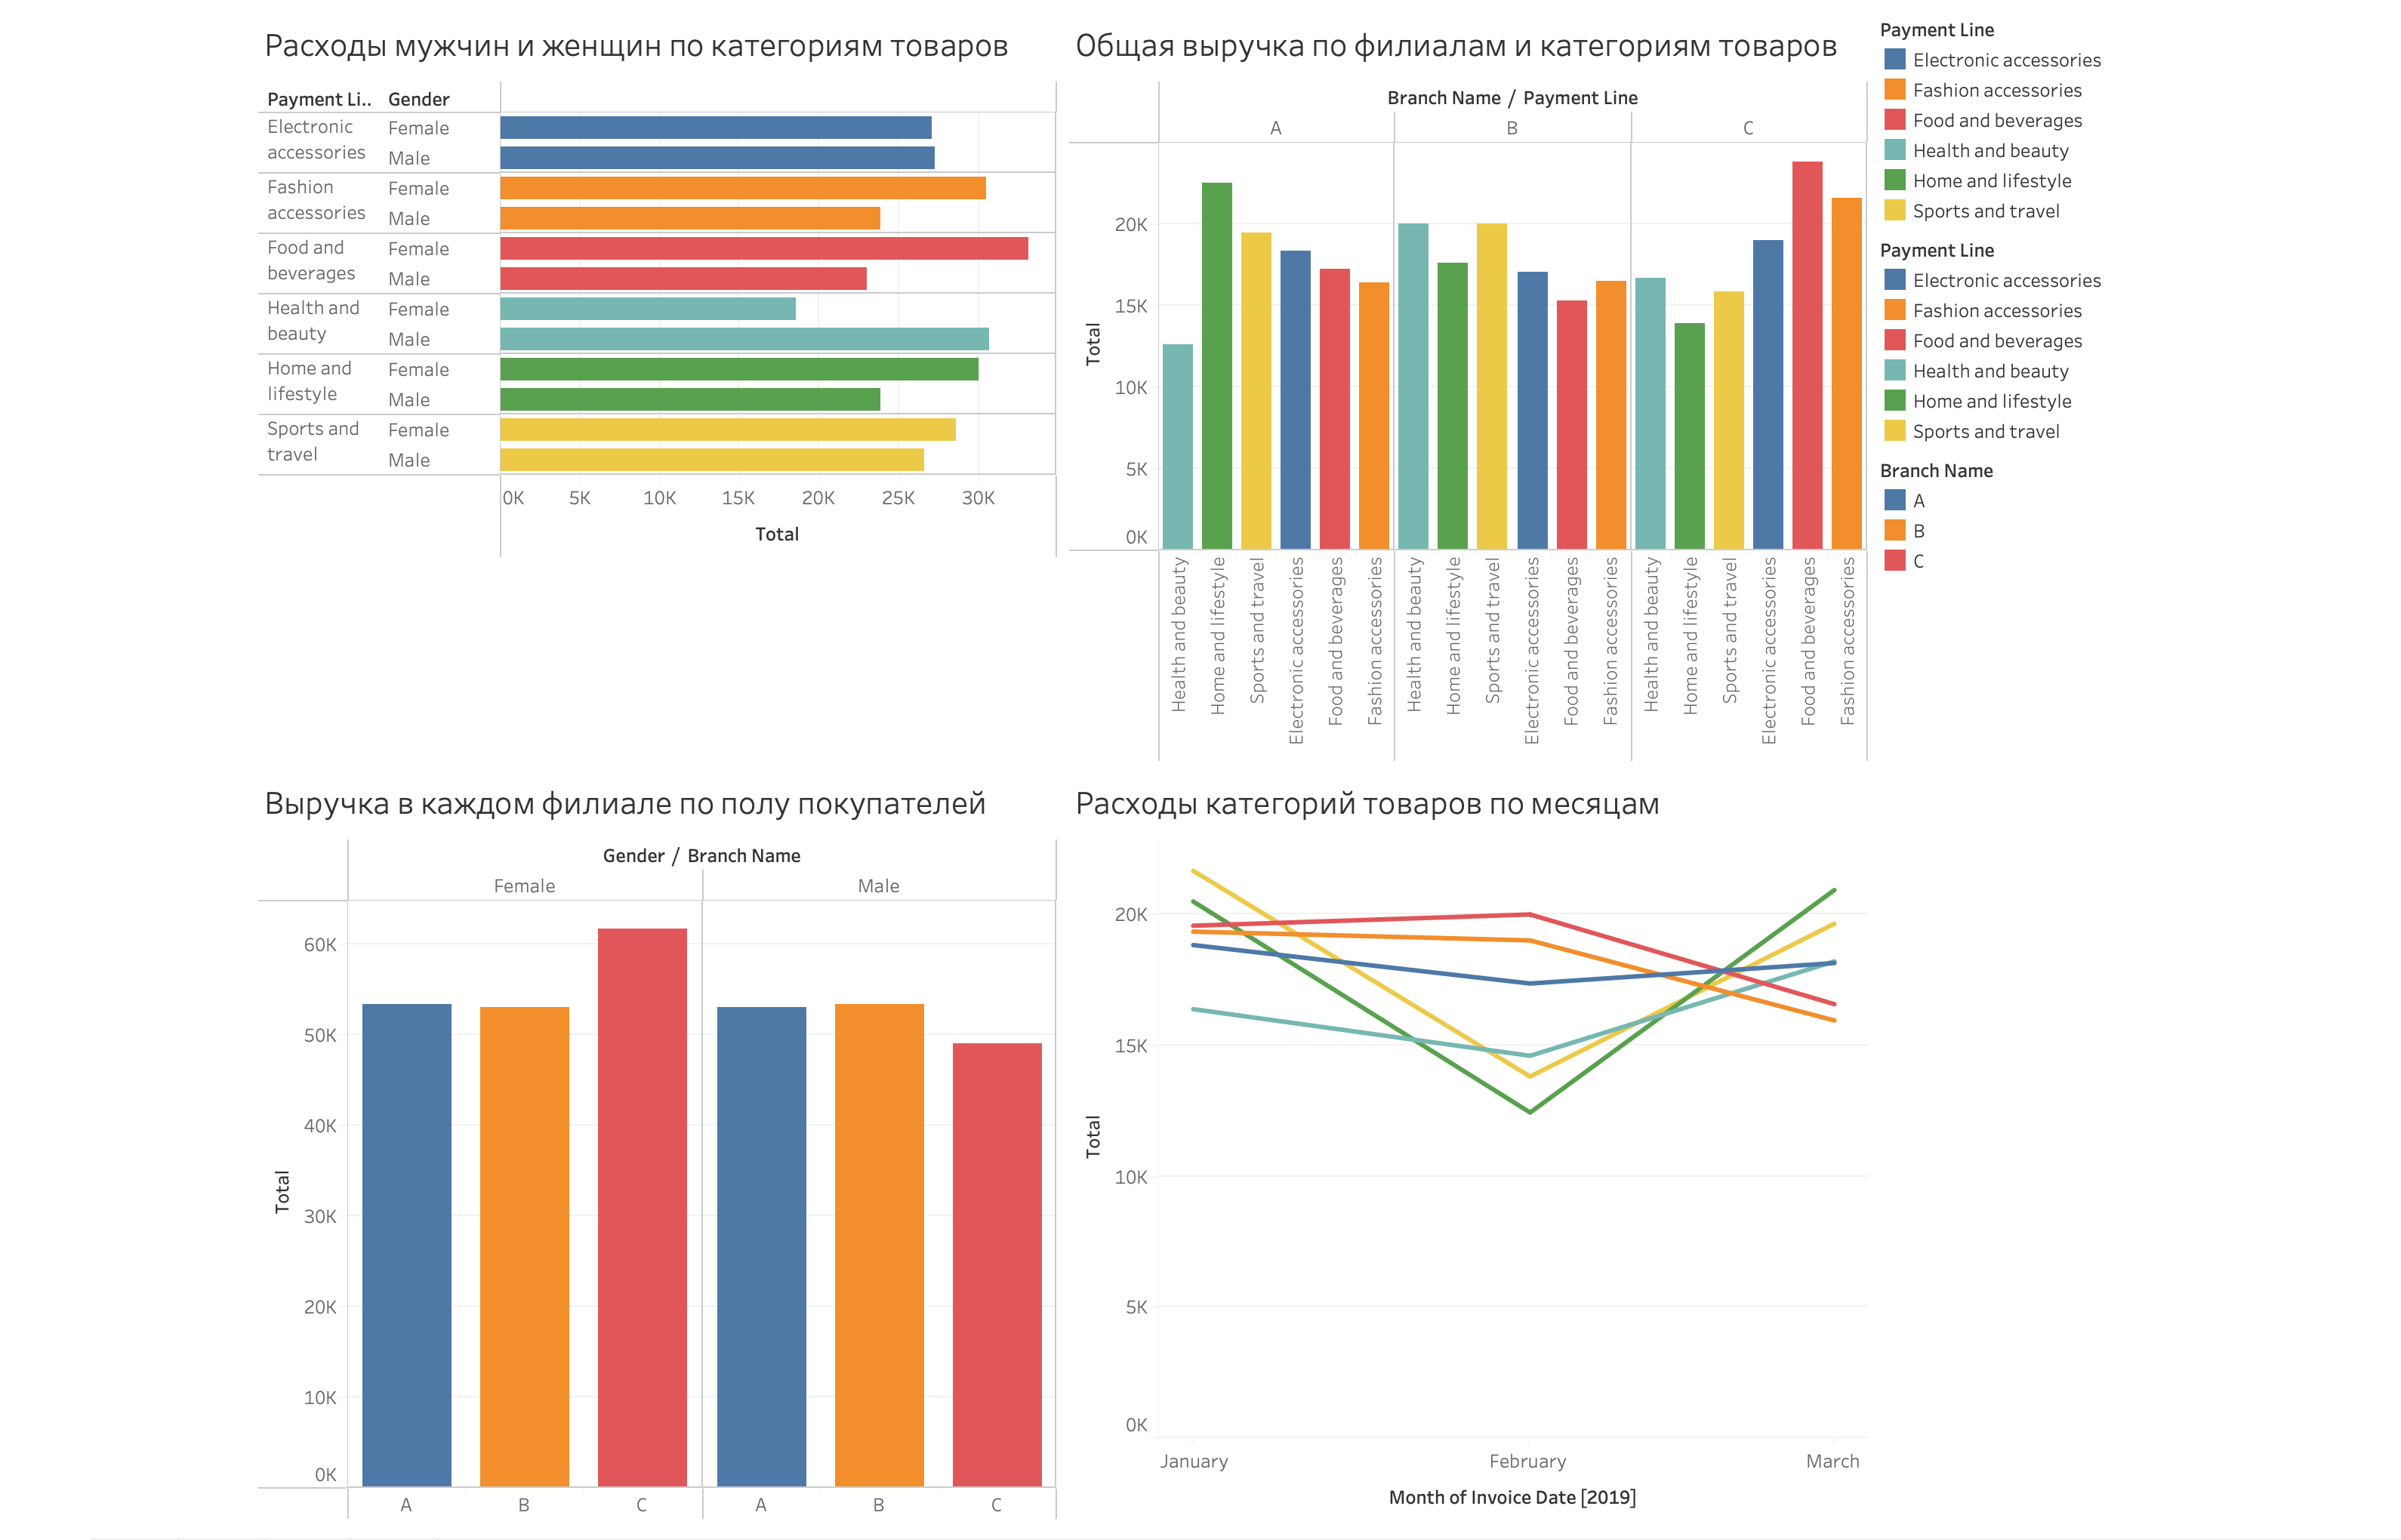 Расходы мужчин и женщин по категориям товаров
Payment Li.. Gender
Electronic accessories
Female
Male
Fashion accessories
Female
Male
Food and beverages
Female
Male
Health and beauty
Female
Male
Home and lifestyle
Female
Male
Sports and travel
Female
Male
0K 5K 10K 15K 20K 25K 30K
Total
Общая выручка по филиалам и категориям товаров
Branch Name / Payment Line
A B C
20K
15K
10K
5K
0K
Total
Health and beauty
Home and lifestyle
Sports and travel
Electronic accessories
Food and beverages
Fashion accessories
Health and beauty
Home and lifestyle
Sports and travel
Electronic accessories
Food and beverages
Fashion accessories
Health and beauty
Home and lifestyle
Sports and travel
Electronic accessories
Food and beverages
Fashion accessories
Payment Line
Electronic accessories
Fashion accessories
Food and beverages
Health and beauty
Home and lifestyle
Sports and travel
Payment Line
Electronic accessories
Fashion accessories
Food and beverages
Health and beauty
Home and lifestyle
Sports and travel
Branch Name
A
B
C
Выручка в каждом филиале по полу покупателей
Gender / Branch Name
Female Male
60K
50K
40K
30K
20K
10K
0K
Total
A B C A B C
Расходы категорий товаров по месяцам
20K
15K
10K
5K
0K
Total
January February March
Month of Invoice Date [2019]